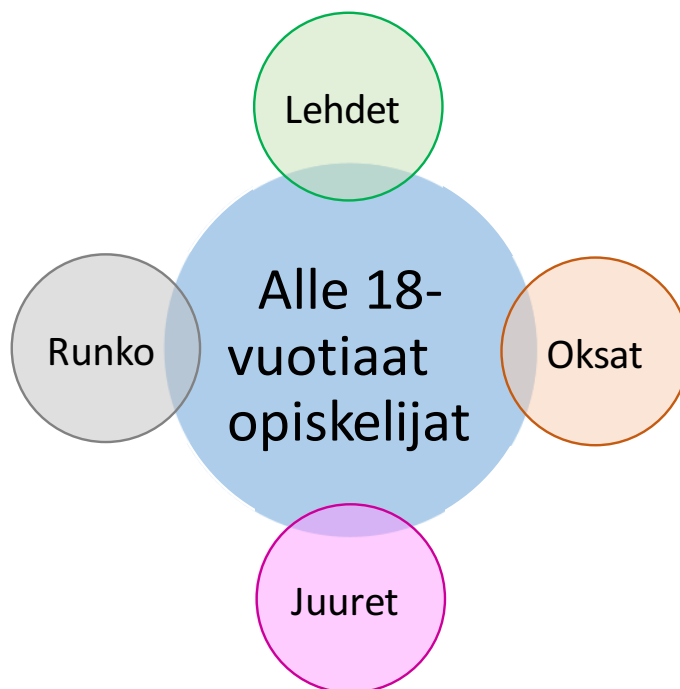 Lehdet
Alle 18-
vuotiaat
opiskelijat
Runko
Oksat
Juuret